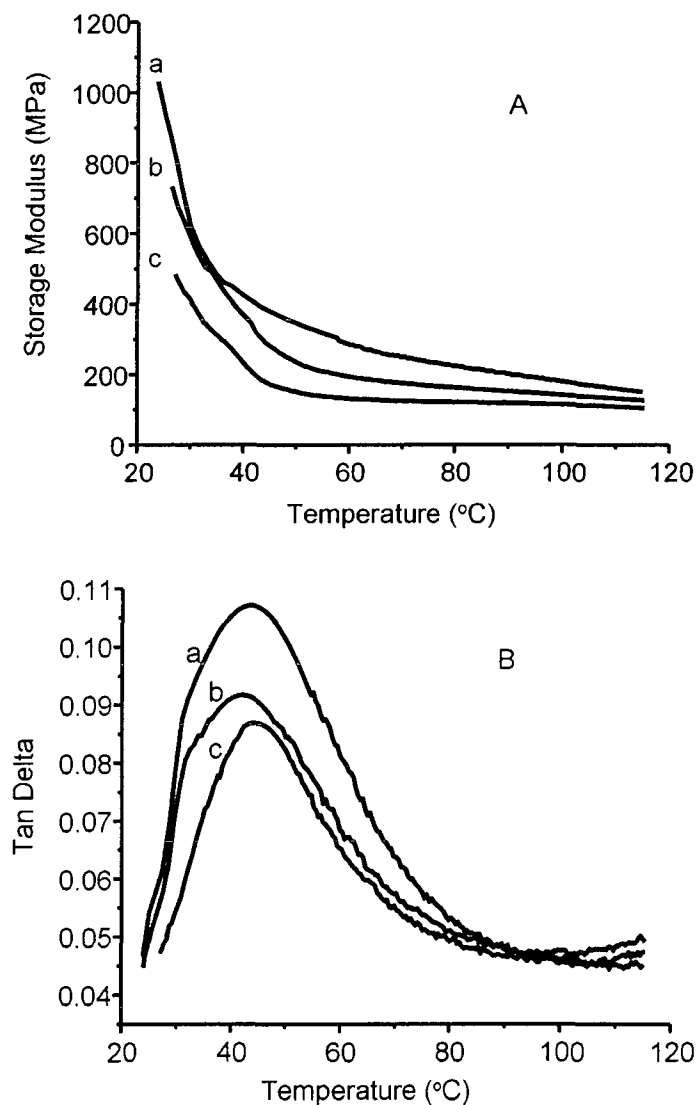 1200
1000
800
600
400
200
0
Storage Modulus (MPa)
a
b
c
A
20 40 60 80 100 120
Temperature (°C)
0.11
0.10
0.09
0.08
0.07
0.06
0.05
0.04
Tan Delta
a
b
c
B
20 40 60 80 100 120
Temperature (°C)